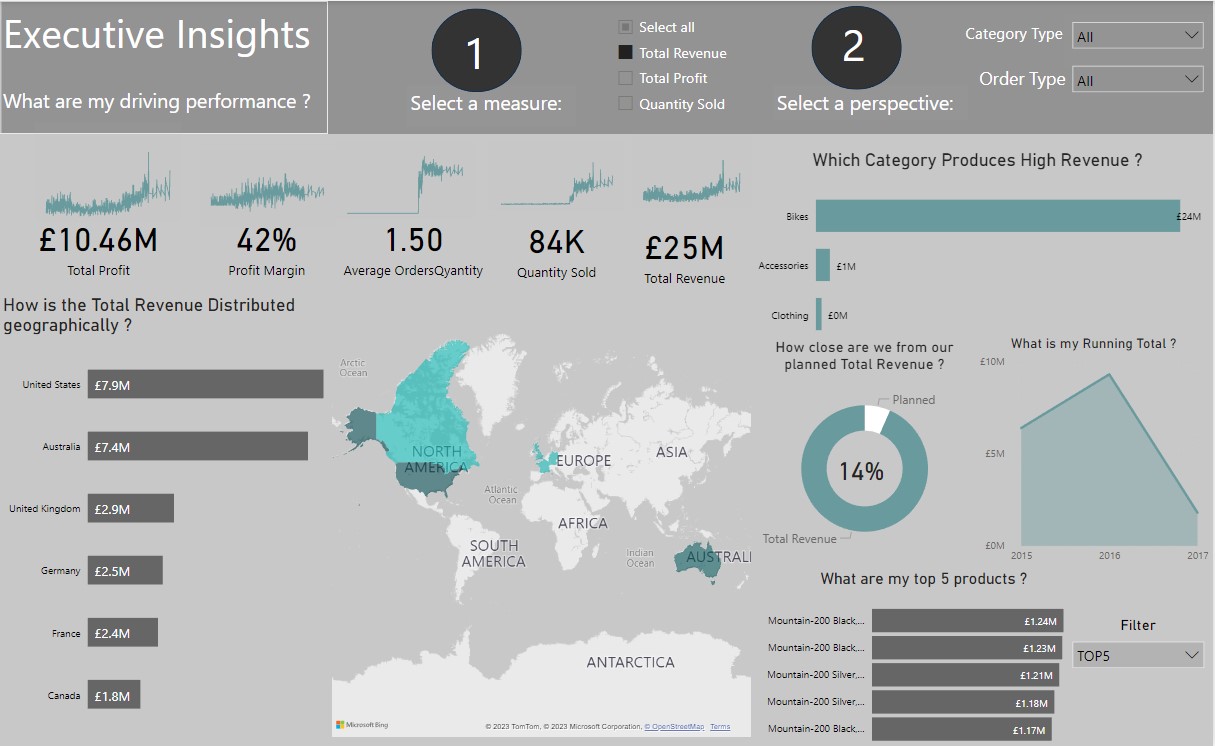 Executive Insights
What are my driving performance ?
1
Select a measure:
Select all
Total Revenue
Total Profit
Quantity Sold
2
Select a perspective:
Category Type
All
Order Type
All
£10.46M
Total Profit
42%
Profit Margin
1.50
Average OrdersQyantity
84K
Quantity Sold
£25M
Total Revenue
Which Category Produces High Revenue ?
Bikes
£24M
Accessories
£1M
Clothing
£0M
How is the Total Revenue Distributed
geographically ?
United States
£7.9M
Australia
£7.4M
United Kingdom
£2.9M
Germany
£2.5M
France
£2.4M
Canada
£1.8M
Arctic
Ocean
NORTH
AMERICA
EUROPE
ASIA
Atlantic
Ocean
AFRICA
SOUTH
AMERICA
Indian
Ocean
AUSTRALI
ANTARCTICA
Microsoft Bing
© 2023 TomTom, © 2023 Microsoft Corporation, © OpenStreetMap Terms
How close are we from our
planned Total Revenue ?
Planned
14%
Total Revenue
What is my Running Total ?
£10M
£5M
£0M
2015
2016
2017
What are my top 5 products ?
Mountain-200 Black,...
£1.24M
Mountain-200 Black,...
£1.23M
Mountain-200 Silver,...
£1.21M
Mountain-200 Silver,...
£1.18M
Mountain-200 Black,...
£1.17M
Filter
TOP5